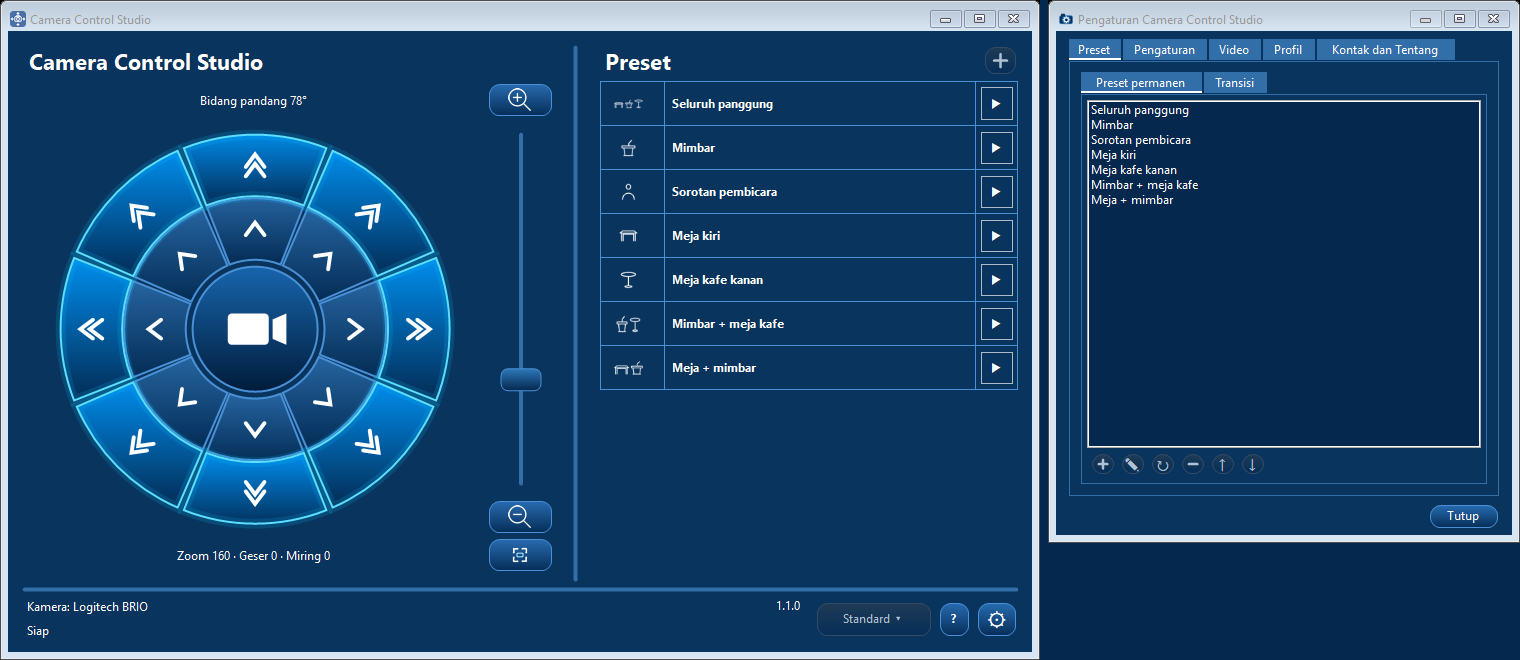 Camera Control Studio
Camera Control Studio
Bidang pandang 78°
Zoom 160 · Geser 0 · Miring 0
Preset
Seluruh panggung
Mimbar
Sorotan pembicara
Meja kiri
Meja kafe kanan
Mimbar + meja kafe
Meja + mimbar
Kamera: Logitech BRIO
Siap
1.1.0
Standard
?
Pengaturan Camera Control Studio
Preset Pengaturan Video Profil Kontak dan Tentang
Preset permanen Transisi
Seluruh panggung
Mimbar
Sorotan pembicara
Meja kiri
Meja kafe kanan
Mimbar + meja kafe
Meja + mimbar
Tutup